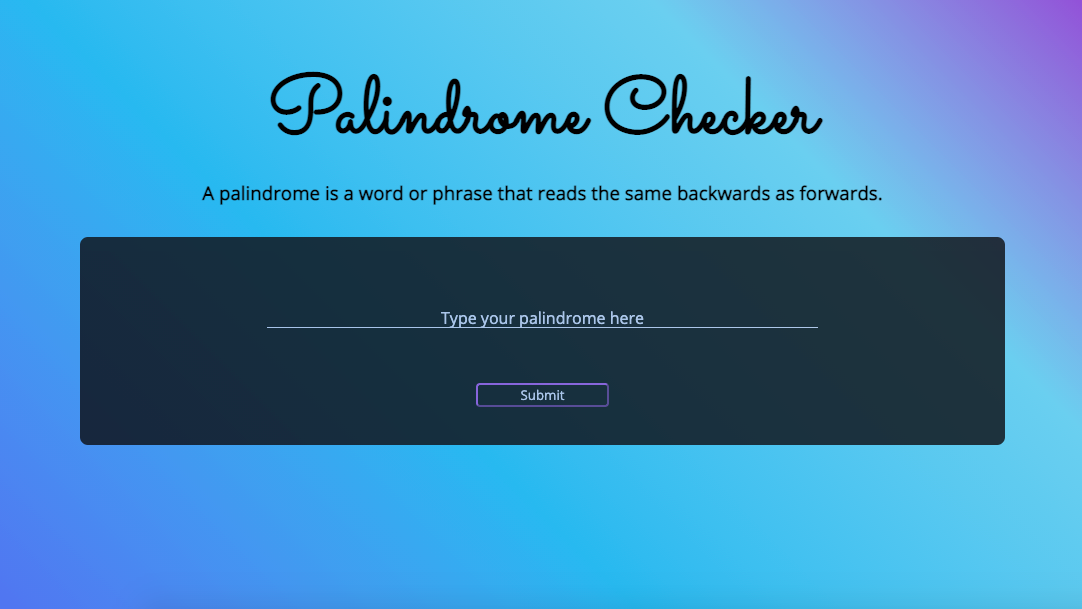 Palindrome Checker
A palindrome is a word or phrase that reads the same backwards as forwards.
Type your palindrome here
Submit